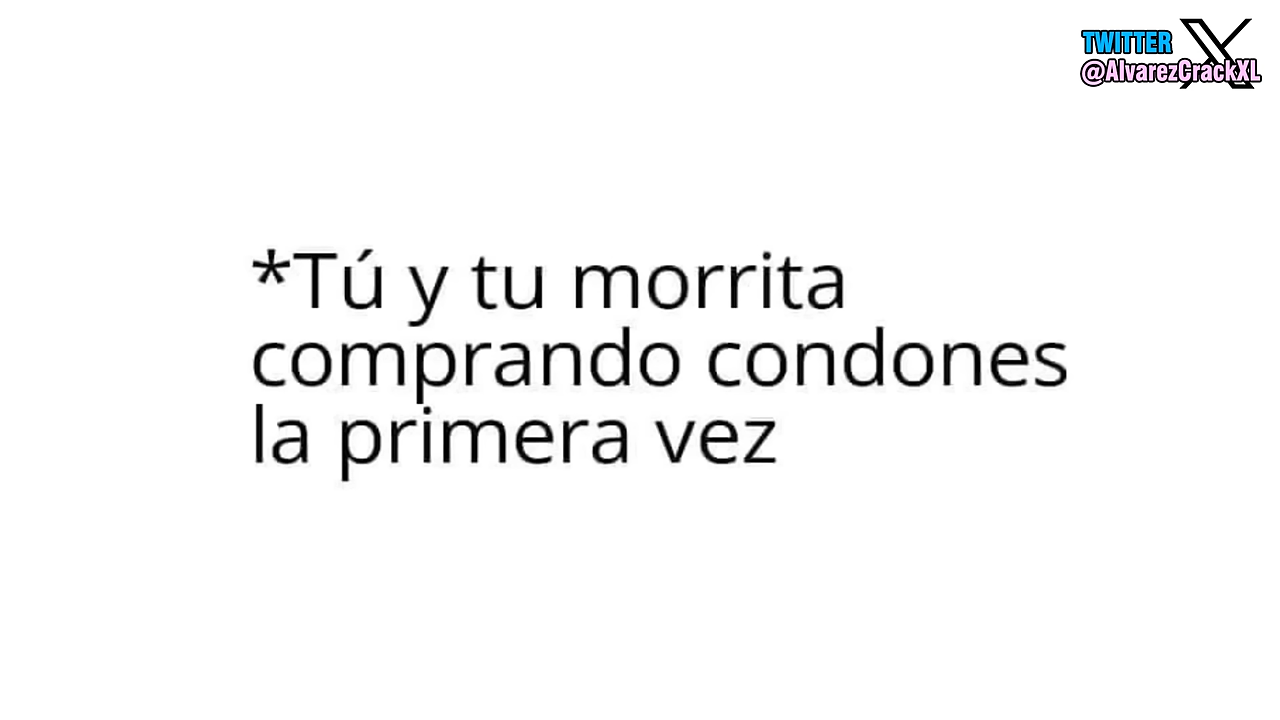 TWITTER
@AlvarezCrackXL
*Tú y tu morrita
comprando condones
la primera vez